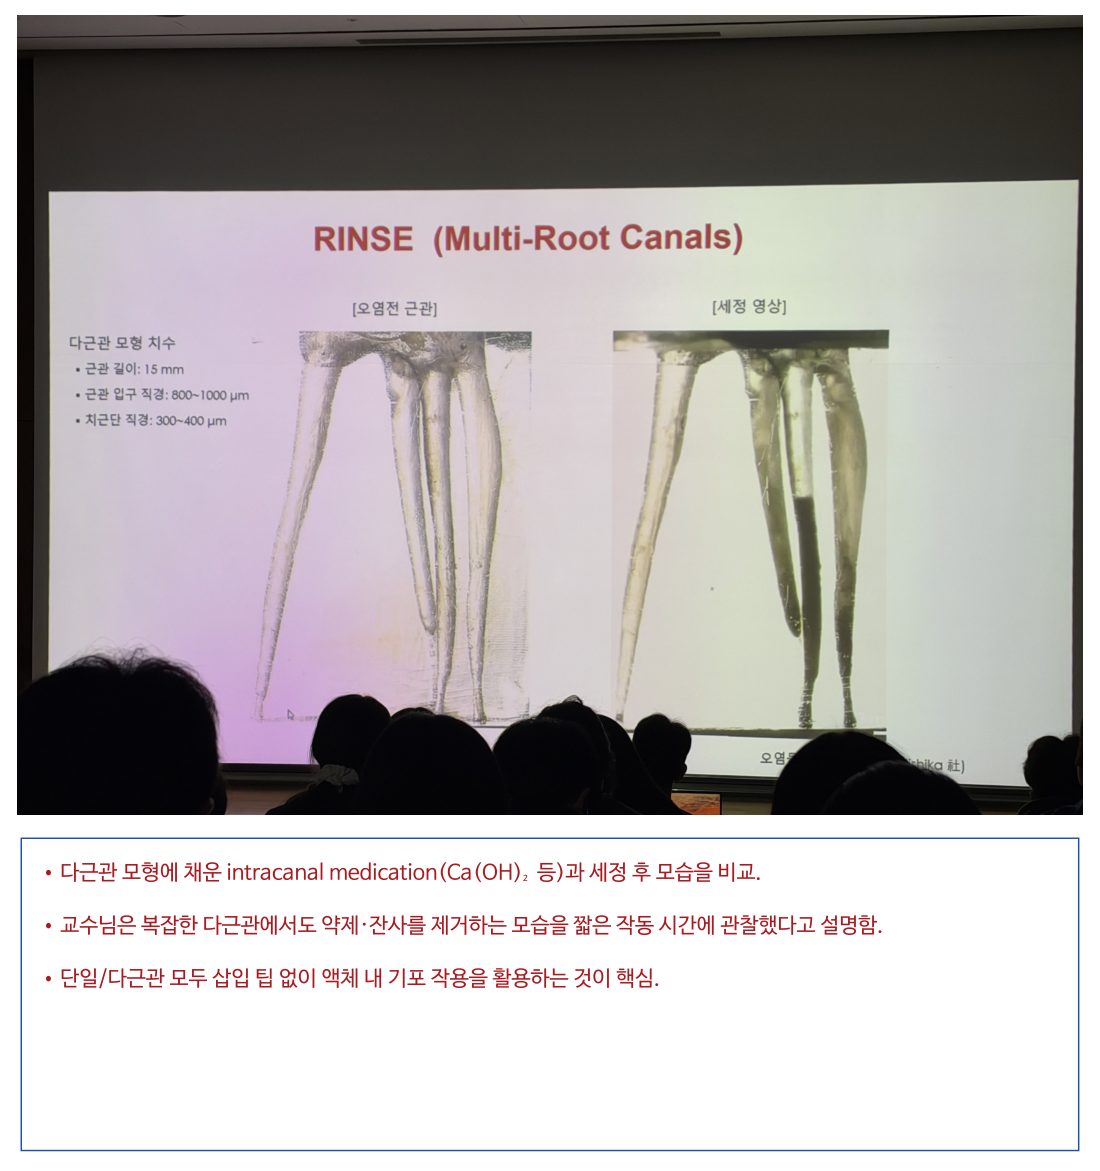 RINSE (Multi-Root Canals)
[오염전 근관]
[세정 영상]
다근관 모형 치수
• 근관 길이: 15 mm
• 근관 입구 직경: 800~1000 μm
• 치근단 직경: 300~400 μm
오염
社)
• 다근관 모형에 채운 intracanal medication(Ca(OH)₂ 등)과 세정 후 모습을 비교.
• 교수님은 복잡한 다근관에서도 약제·잔사를 제거하는 모습을 짧은 작동 시간에 관찰했다고 설명함.
• 단일/다근관 모두 삽입 팁 없이 액체 내 기포 작용을 활용하는 것이 핵심.